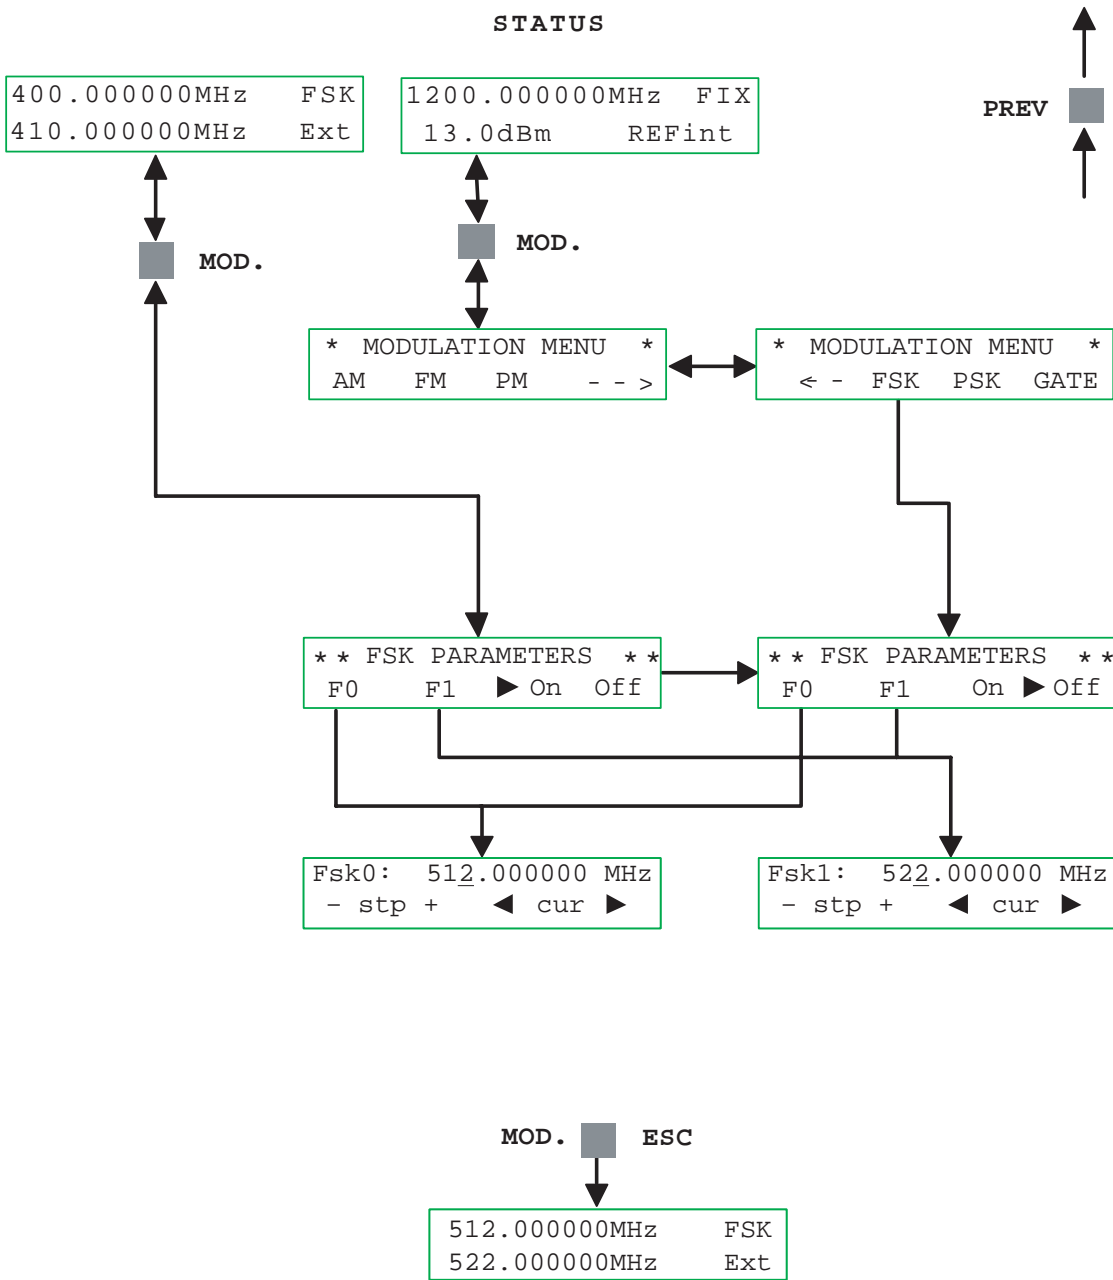 STATUS
400.000000MHz FSK
410.000000MHz Ext
1200.000000MHz FIX
13.0dBm REFint
PREV
MOD.
MOD.
* MODULATION MENU *
AM FM PM -->
* MODULATION MENU *
<- FSK PSK GATE
** FSK PARAMETERS **
F0 F1 ▶ On Off
** FSK PARAMETERS **
F0 F1 On ▶ Off
Fsk0: 512.000000 MHz
- stp + ◀ cur ▶
Fsk1: 522.000000 MHz
- stp + ◀ cur ▶
MOD. ESC
512.000000MHz FSK
522.000000MHz Ext